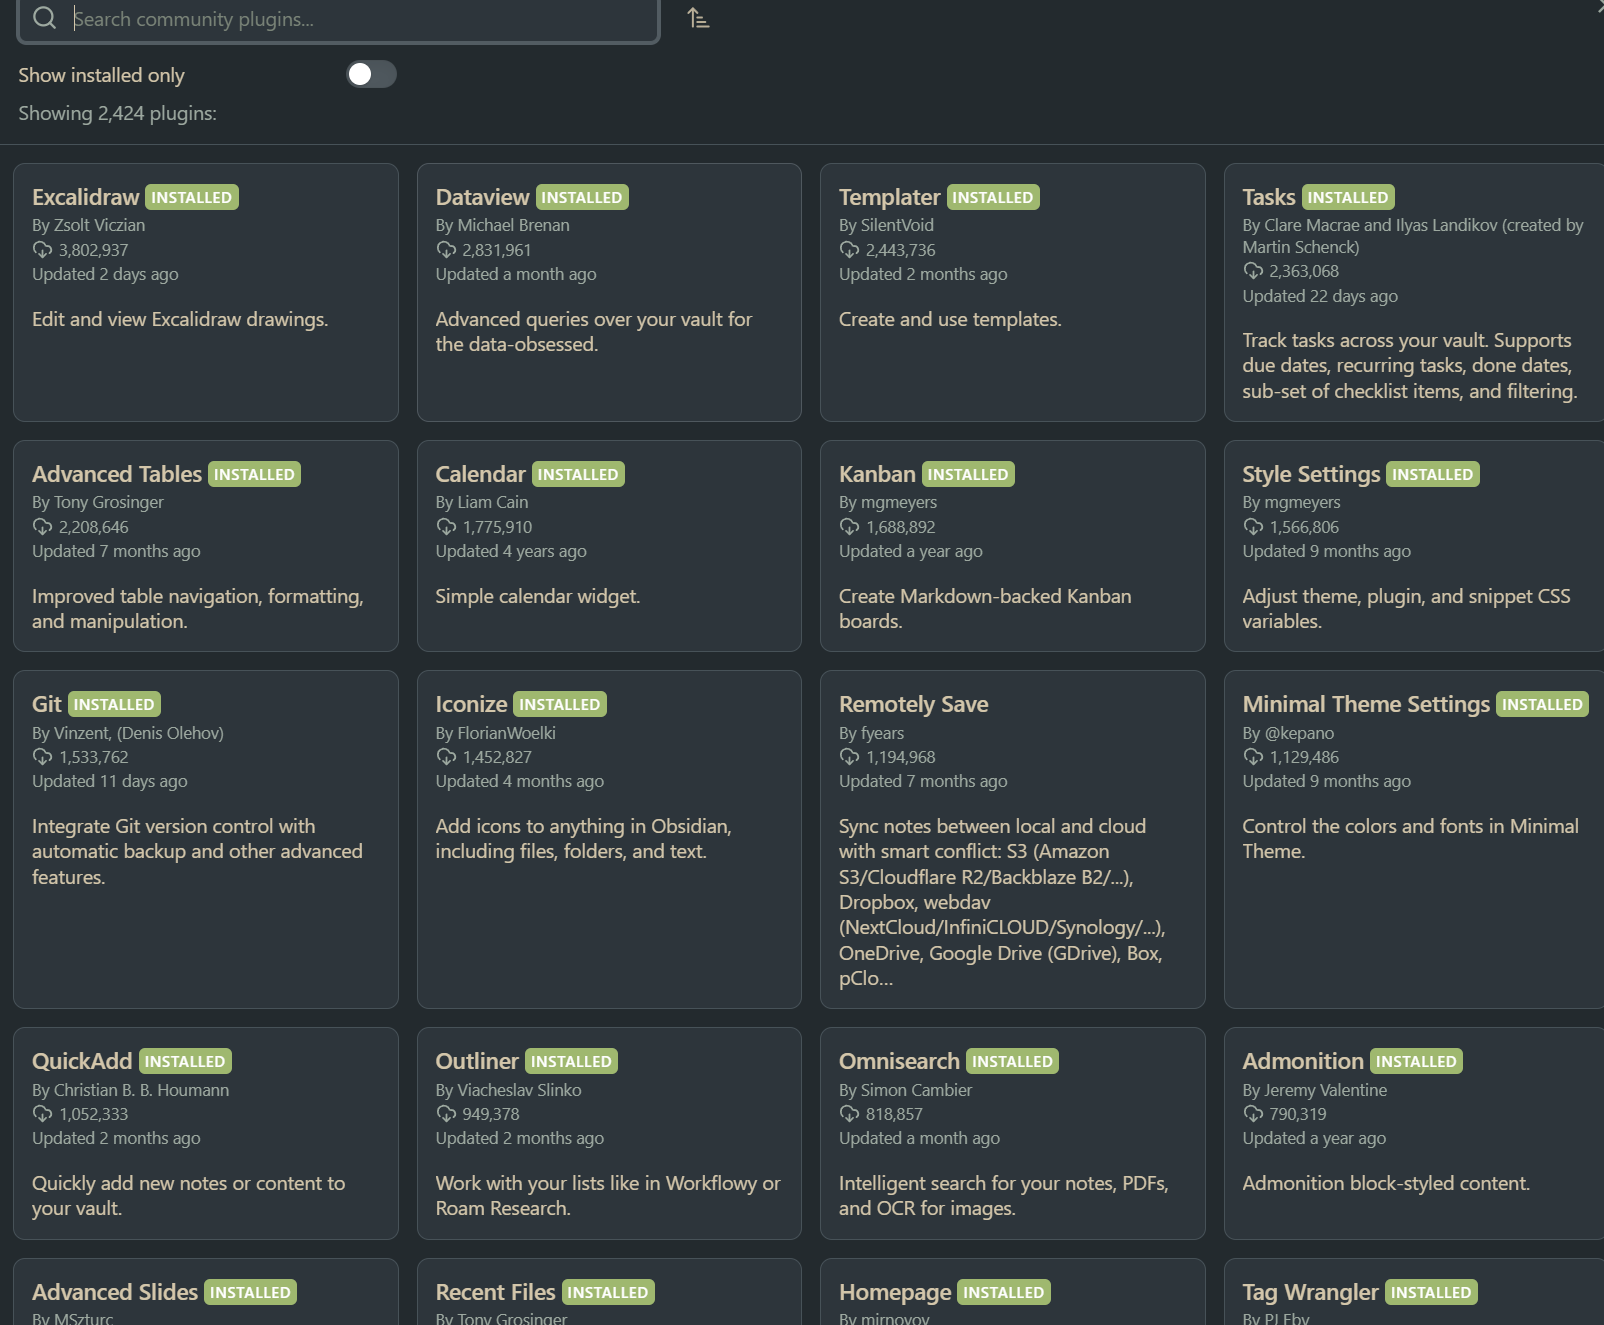 Search community plugins...
Show installed only
Showing 2,424 plugins:
Excalidraw INSTALLED
By Zsolt Viczian
3,802,937
Updated 2 days ago
Edit and view Excalidraw drawings.
Dataview INSTALLED
By Michael Brenan
2,831,961
Updated a month ago
Advanced queries over your vault for
the data-obsessed.
Templater INSTALLED
By SilentVoid
2,443,736
Updated 2 months ago
Create and use templates.
Tasks INSTALLED
By Clare Macrae and Ilyas Landikov (created by
Martin Schenck)
2,363,068
Updated 22 days ago
Track tasks across your vault. Supports
due dates, recurring tasks, done dates,
sub-set of checklist items, and filtering.
Advanced Tables INSTALLED
By Tony Grosinger
2,208,646
Updated 7 months ago
Improved table navigation, formatting,
and manipulation.
Calendar INSTALLED
By Liam Cain
1,775,910
Updated 4 years ago
Simple calendar widget.
Kanban INSTALLED
By mgmeyers
1,688,892
Updated a year ago
Create Markdown-backed Kanban
boards.
Style Settings INSTALLED
By mgmeyers
1,566,806
Updated 9 months ago
Adjust theme, plugin, and snippet CSS
variables.
Git INSTALLED
By Vinzent, (Denis Olehov)
1,533,762
Updated 11 days ago
Integrate Git version control with
automatic backup and other advanced
features.
Iconize INSTALLED
By FlorianWoelki
1,452,827
Updated 4 months ago
Add icons to anything in Obsidian,
including files, folders, and text.
Remotely Save
By fyears
1,194,968
Updated 7 months ago
Sync notes between local and cloud
with smart conflict: S3 (Amazon
S3/Cloudflare R2/Backblaze B2/...),
Dropbox, webdav
(NextCloud/InfiniCLOUD/Synology/...),
OneDrive, Google Drive (GDrive), Box,
pClo...
Minimal Theme Settings INSTALLED
By @kepano
1,129,486
Updated 9 months ago
Control the colors and fonts in Minimal
Theme.
QuickAdd INSTALLED
By Christian B. B. Houmann
1,052,333
Updated 2 months ago
Quickly add new notes or content to
your vault.
Outliner INSTALLED
By Viacheslav Slinko
949,378
Updated 2 months ago
Work with your lists like in Workflowy or
Roam Research.
Omnisearch INSTALLED
By Simon Cambier
818,857
Updated a month ago
Intelligent search for your notes, PDFs,
and OCR for images.
Admonition INSTALLED
By Jeremy Valentine
790,319
Updated a year ago
Admonition block-styled content.
Advanced Slides INSTALLED
By MSzturc
Recent Files INSTALLED
By Tony Grosinger
Homepage INSTALLED
By mirnovov
Tag Wrangler INSTALLED
By PJ Eby